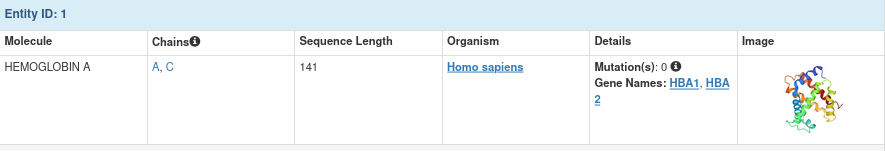 Entity ID: 1
Molecule Chains Sequence Length Organism Details Image
HEMOGLOBIN A A, C 141 Homo sapiens Mutation(s): 0
Gene Names: HBA1, HBA
2